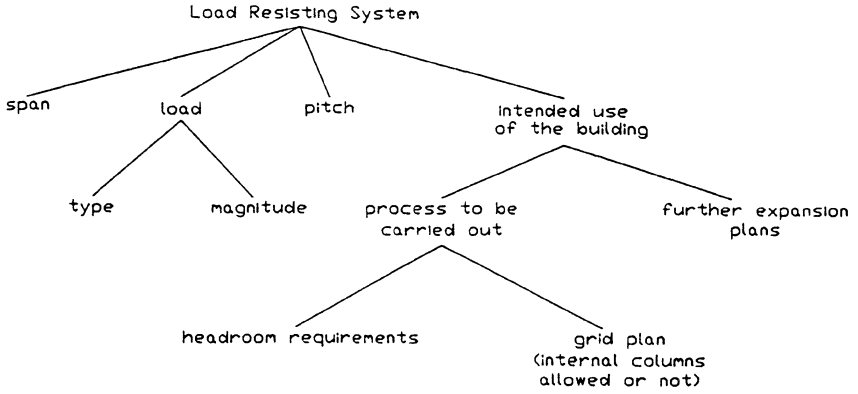 Load Resisting System
span
load
pitch
intended use
of the building
type
magnitude
process to be
carried out
further expansion
plans
headroom requirements
grid plan
(internal columns
allowed or not)